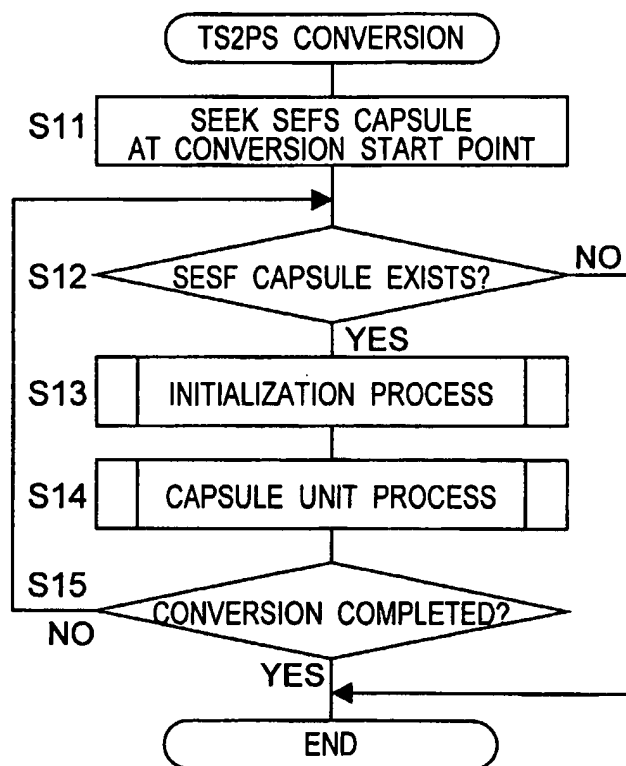 TS2PS CONVERSION
S11
SEEK SEFS CAPSULE
AT CONVERSION START POINT
S12
SESF CAPSULE EXISTS?
NO
YES
S13
INITIALIZATION PROCESS
S14
CAPSULE UNIT PROCESS
S15
CONVERSION COMPLETED?
NO
YES
END